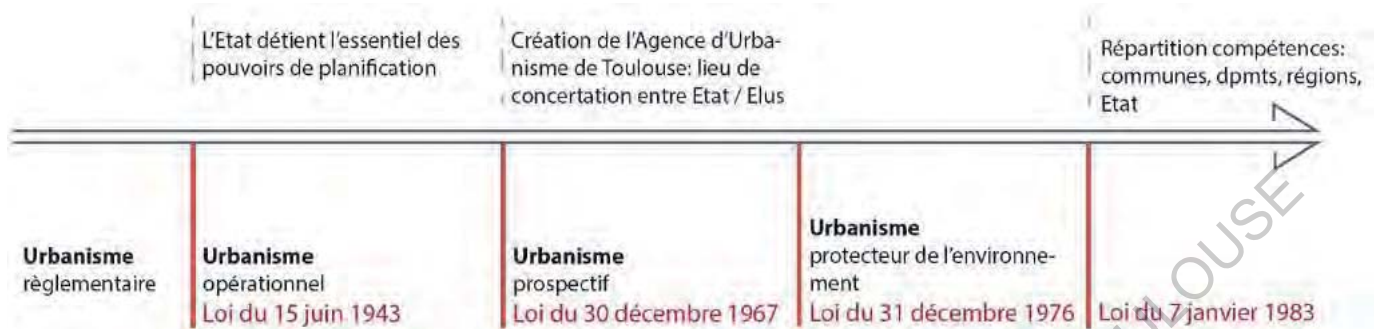 L'Etat détient l'essentiel des
pouvoirs de planification
Création de l'Agence d'Urba-
nisme de Toulouse: lieu de
concertation entre Etat / Elus
Répartition compétences:
communes, dpmts, régions,
Etat
Urbanisme
règlementaire
Urbanisme
opérationnel
Loi du 15 juin 1943
Urbanisme
prospectif
Loi du 30 décembre 1967
Urbanisme
protecteur de l'environne-
ment
Loi du 31 décembre 1976
Loi du 7 janvier 1983